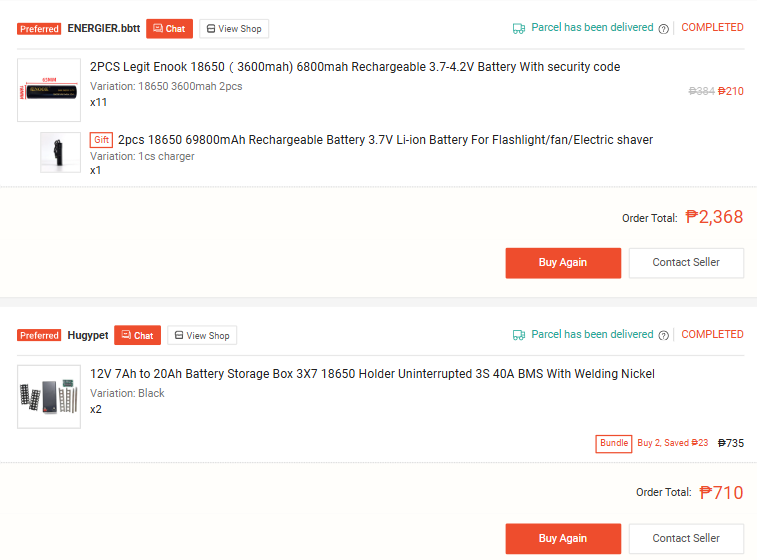 Preferred ENERGIER.bbtt Chat View Shop Parcel has been delivered ? COMPLETED
2PCS Legit Enook 18650 ( 3600mah) 6800mah Rechargeable 3.7-4.2V Battery With security code
Variation: 18650 3600mah 2pcs
x11
₱384 ₱210
Gift 2pcs 18650 69800mAh Rechargeable Battery 3.7V Li-ion Battery For Flashlight/fan/Electric shaver
Variation: 1cs charger
x1
Order Total: ₱2,368
Buy Again Contact Seller
Preferred Hugypet Chat View Shop Parcel has been delivered ? COMPLETED
12V 7Ah to 20Ah Battery Storage Box 3X7 18650 Holder Uninterrupted 3S 40A BMS With Welding Nickel
Variation: Black
x2
Bundle Buy 2, Saved ₱23 ₱735
Order Total: ₱710
Buy Again Contact Seller